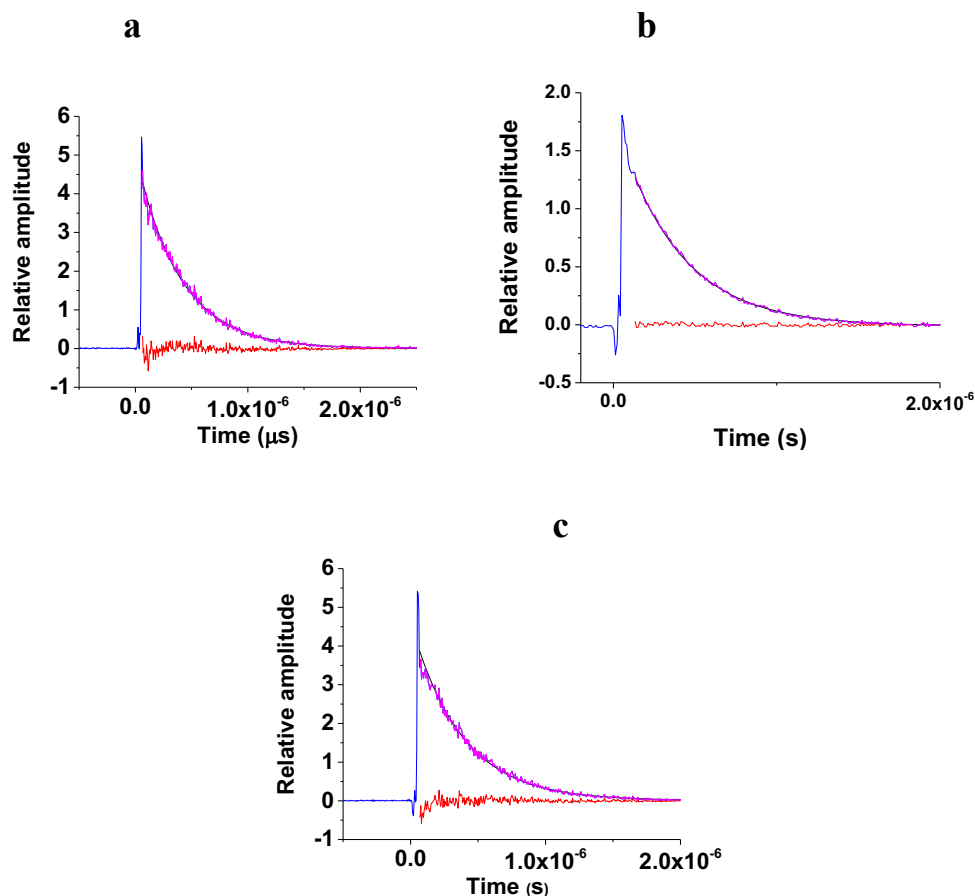 a
b
6
5
4
3
2
1
0
-1
Relative amplitude
0.0
1.0x10⁻⁶
2.0x10⁻⁶
Time (μs)
2.0
1.5
1.0
0.5
0.0
-0.5
Relative amplitude
0.0
2.0x10⁻⁶
Time (s)
c
6
5
4
3
2
1
0
-1
Relative amplitude
0.0
1.0x10⁻⁶
2.0x10⁻⁶
Time (s)